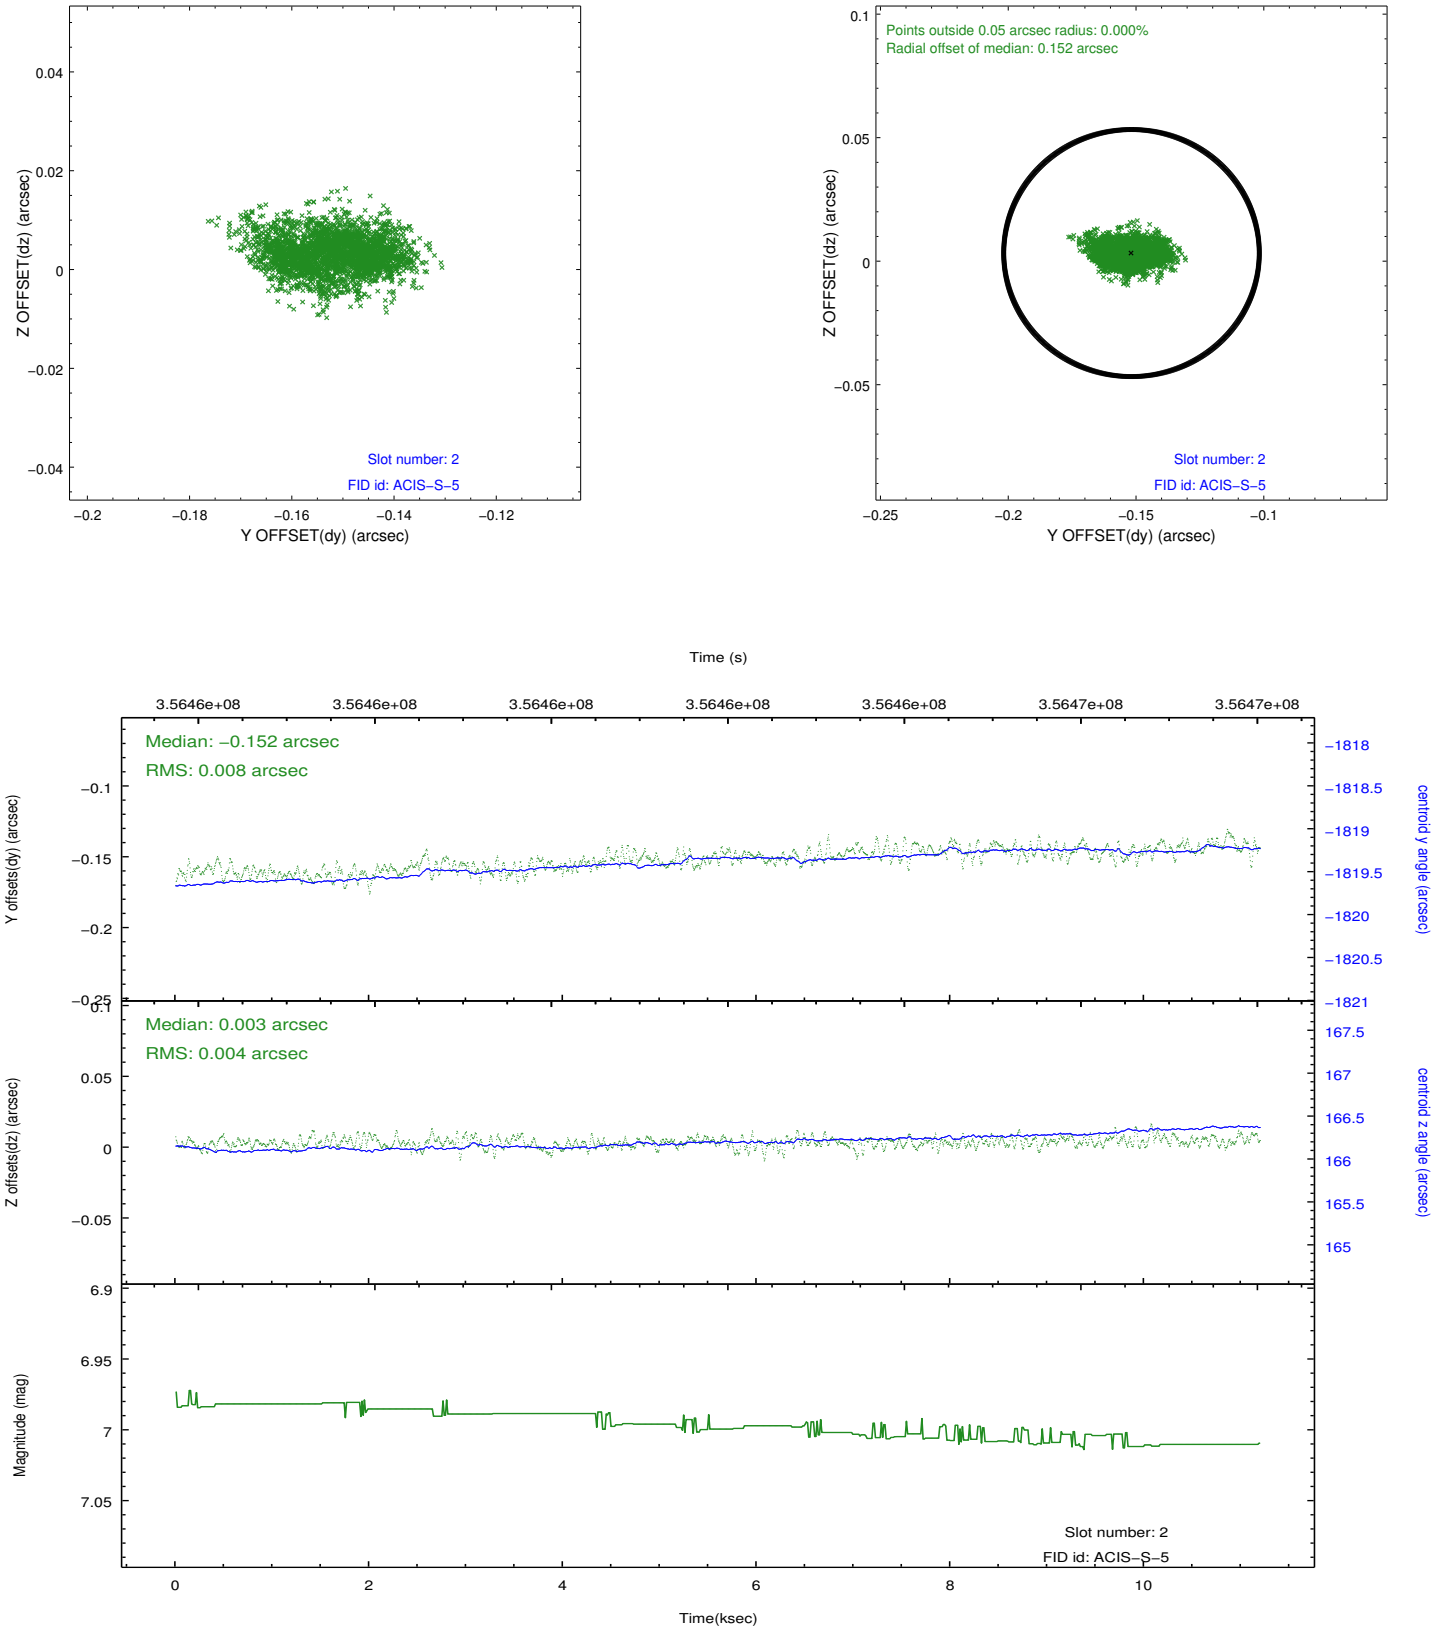 0.04
0.02
0
−0.02
−0.04
Z OFFSET(dz) (arcsec)
Slot number: 2
FID id: ACIS−S−5
−0.2
−0.18
−0.16
−0.14
−0.12
Y OFFSET(dy) (arcsec)
Points outside 0.05 arcsec radius: 0.000%
Radial offset of median: 0.152 arcsec
0.1
0.05
0
−0.05
Z OFFSET(dz) (arcsec)
Slot number: 2
FID id: ACIS−S−5
−0.25
−0.2
−0.15
−0.1
Y OFFSET(dy) (arcsec)
Time (s)
3.5646e+08
3.5646e+08
3.5646e+08
3.5646e+08
3.5646e+08
3.5647e+08
3.5647e+08
Median: −0.152 arcsec
RMS: 0.008 arcsec
−0.1
−0.15
−0.2
−0.25
Y offsets(dy) (arcsec)
−1818
−1818.5
−1819
−1819.5
−1820
−1820.5
−1821
centroid y angle (arcsec)
Median: 0.003 arcsec
RMS: 0.004 arcsec
0.1
0.05
0
−0.05
Z offsets(dz) (arcsec)
167.5
167
166.5
166
165.5
165
centroid z angle (arcsec)
6.9
6.95
7
7.05
Magnitude (mag)
Slot number: 2
FID id: ACIS−S−5
0
2
4
6
8
10
Time(ksec)